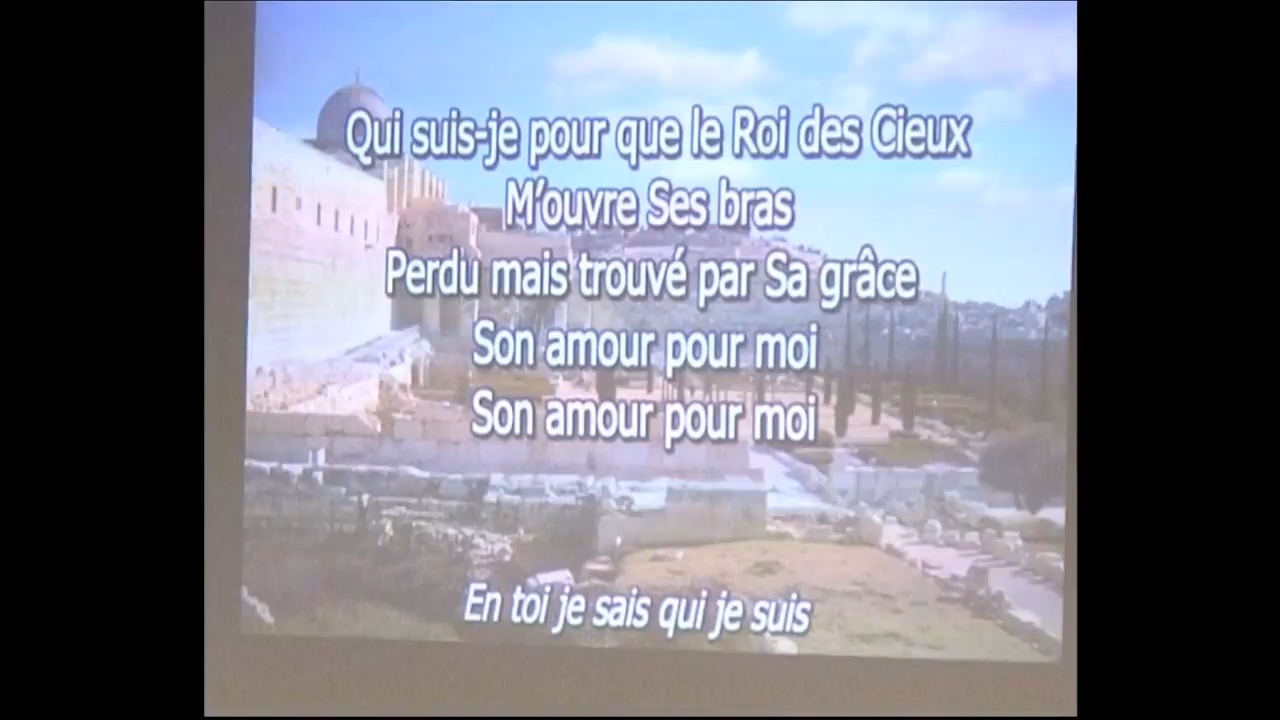 Qui suis-je pour que le Roi des Cieux
M'ouvre Ses bras
Perdu mais trouvé par Sa grâce
Son amour pour moi
Son amour pour moi
En toi je sais qui je suis